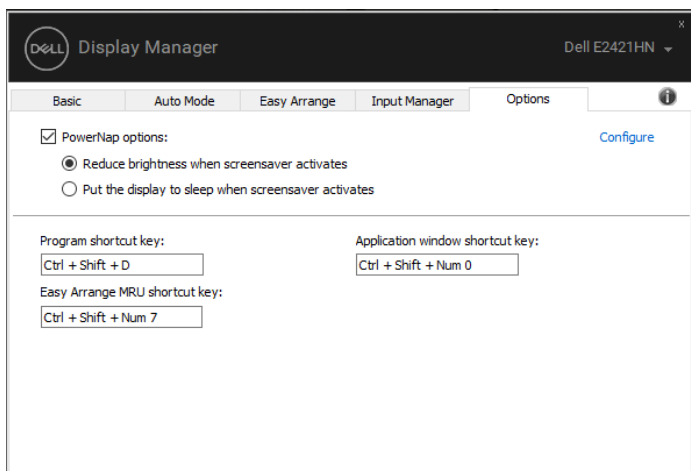 x
DELL Display Manager
Dell E2421HN
Basic Auto Mode Easy Arrange Input Manager Options i
PowerNap options: Configure
Reduce brightness when screensaver activates
Put the display to sleep when screensaver activates
Program shortcut key: Application window shortcut key:
Ctrl + Shift + D Ctrl + Shift + Num 0
Easy Arrange MRU shortcut key:
Ctrl + Shift + Num 7